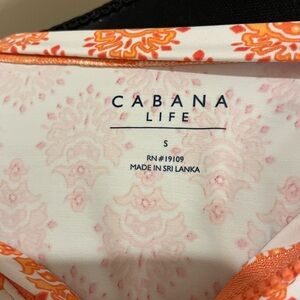 CABANA
LIFE
S
RN#19109
MADE IN SRI LANKA